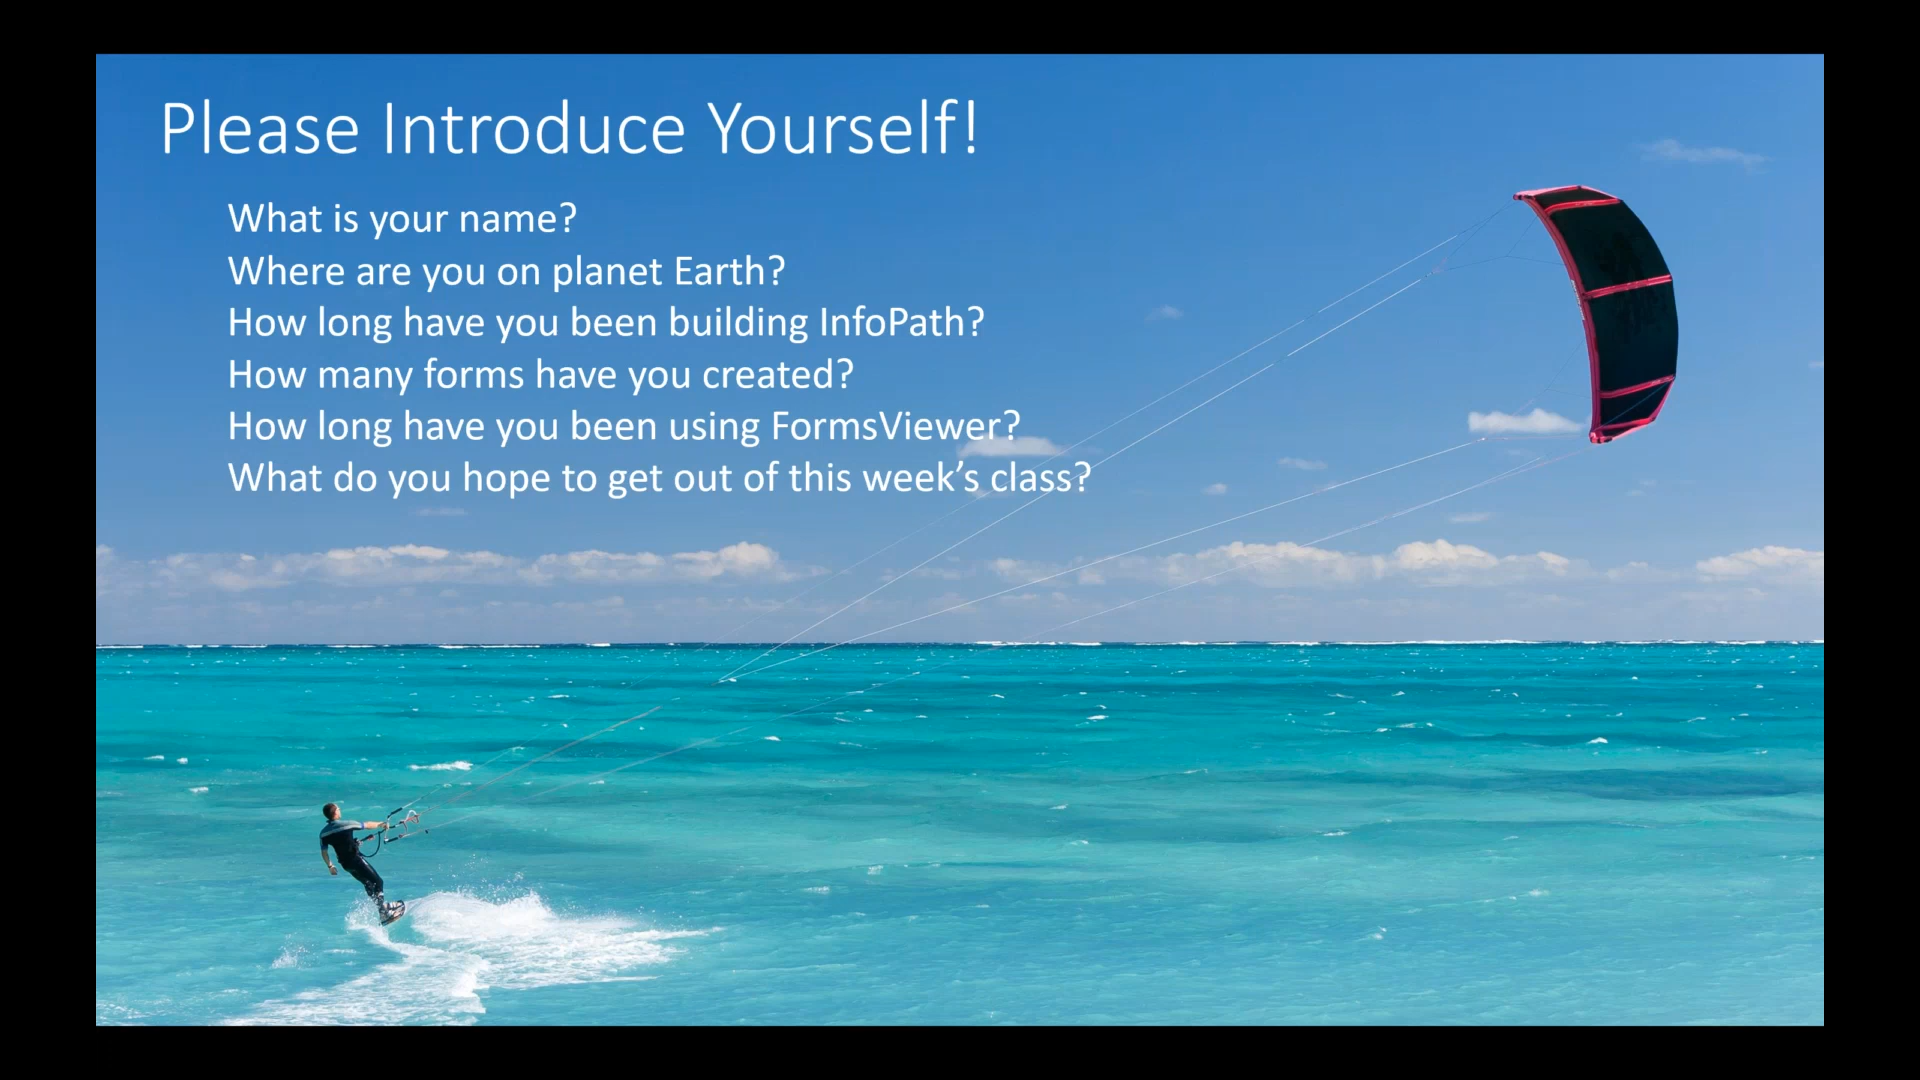 Please Introduce Yourself!
What is your name?
Where are you on planet Earth?
How long have you been building InfoPath?
How many forms have you created?
How long have you been using FormsViewer?
What do you hope to get out of this week’s class?